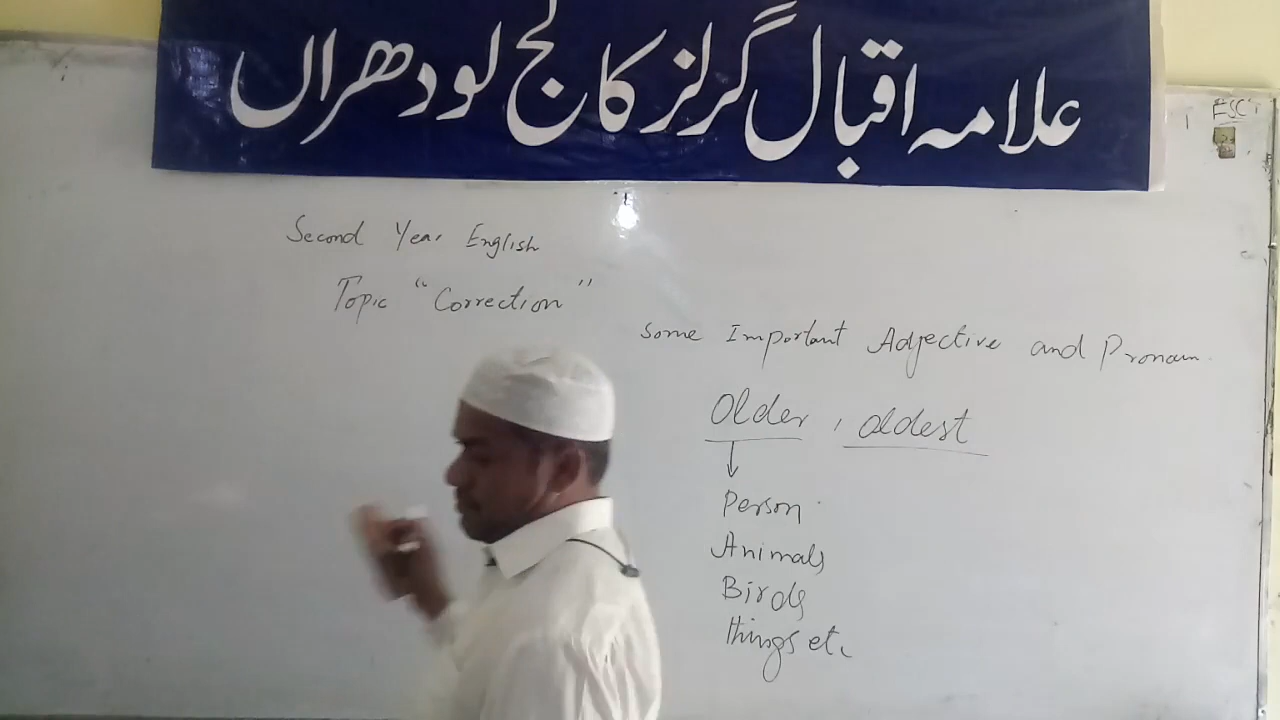 علامہ اقبال گرلز کالج لودھراں
FSC
Second Year English
Topic "Correction"
Some Important Adjective and Pronoun
Older , oldest
Person
Animals
Birds
things etc